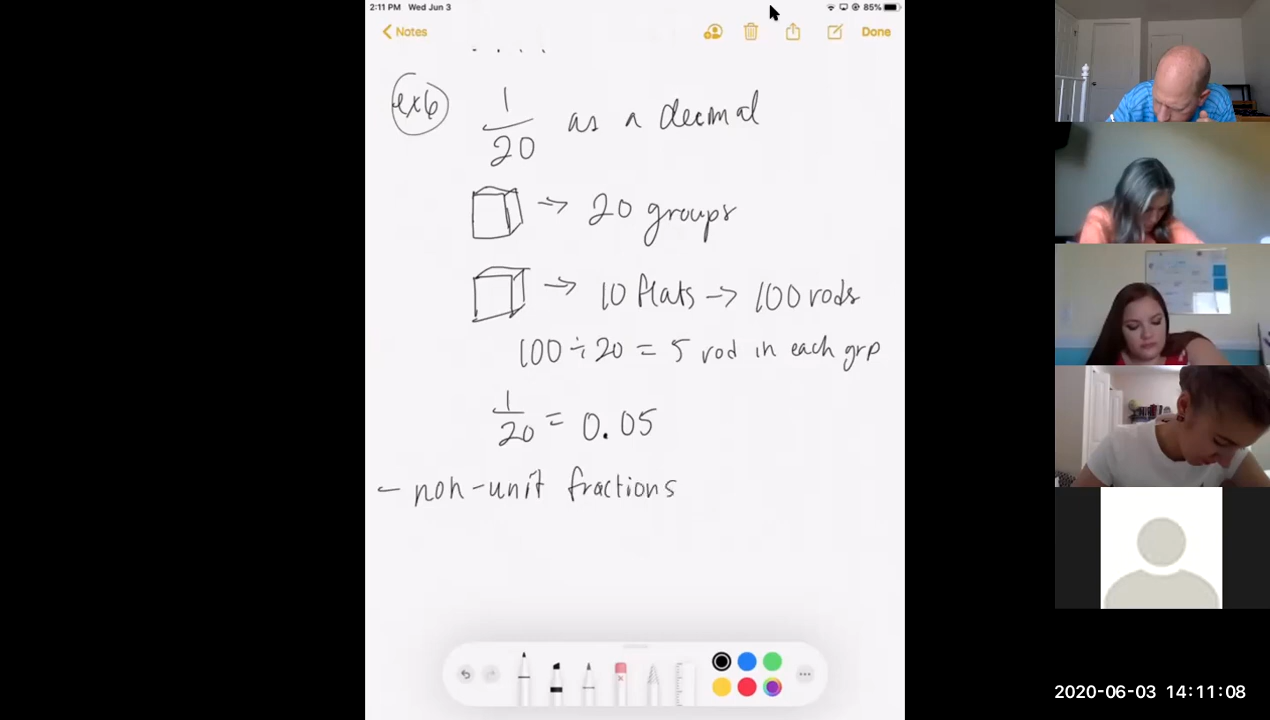 2:11 PM Wed Jun 3
85%
Notes
Done
ex6
1
20
as a decimal
→ 20 groups
→ 10 flats → 100 rods
100 ÷ 20 = 5 rod in each grp
1
20
= 0.05
- non-unit fractions
2020-06-03 14:11:08